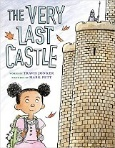 THE VERY
LAST
CASTLE
TRAVIS JONKER
MARK PETT